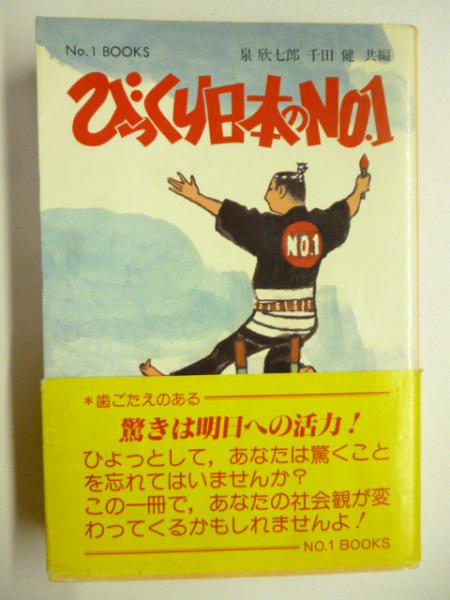 No.1 BOOKS
泉 欣七郎 千田 健 共編
びっくり日本のNO.1
NO.1
*歯ごたえのある
驚きは明日への活力!
ひょっとして,あなたは驚くこと
を忘れてはいませんか?
この一冊で,あなたの社会観が変
わってくるかもしれませんよ!
NO.1 BOOKS